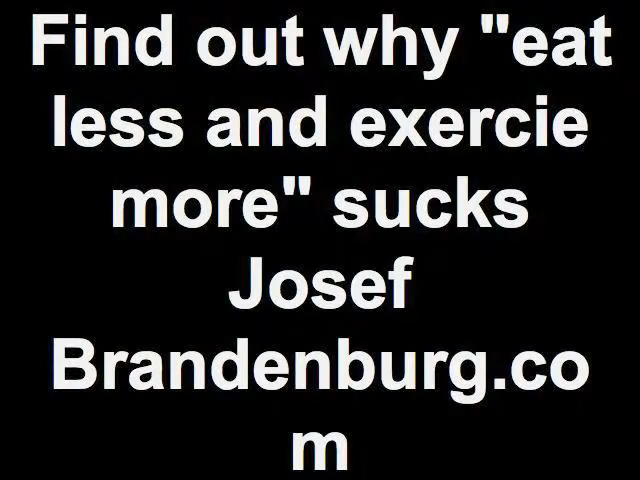 Find out why "eat
less and exercie
more" sucks
Josef
Brandenburg.co
m